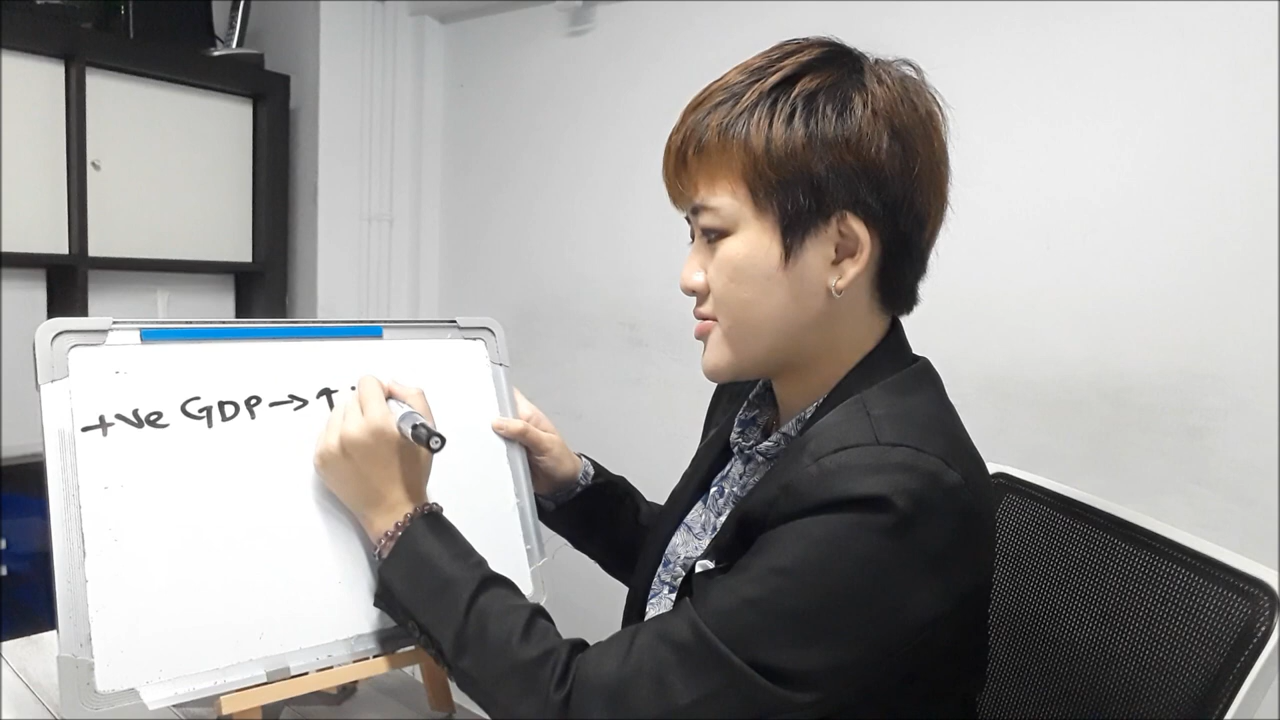 +ve GDP → ↑